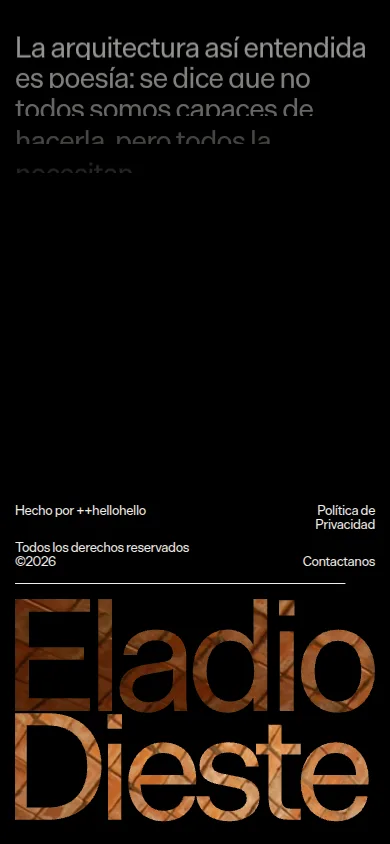 La arquitectura así entendida
es poesía: se dice que no
todos somos capaces de
hacerla, pero todos la
necesitan
Hecho por ++hellohello
Política de
Privacidad
Todos los derechos reservados
©2026
Contactanos
Eladio
Dieste